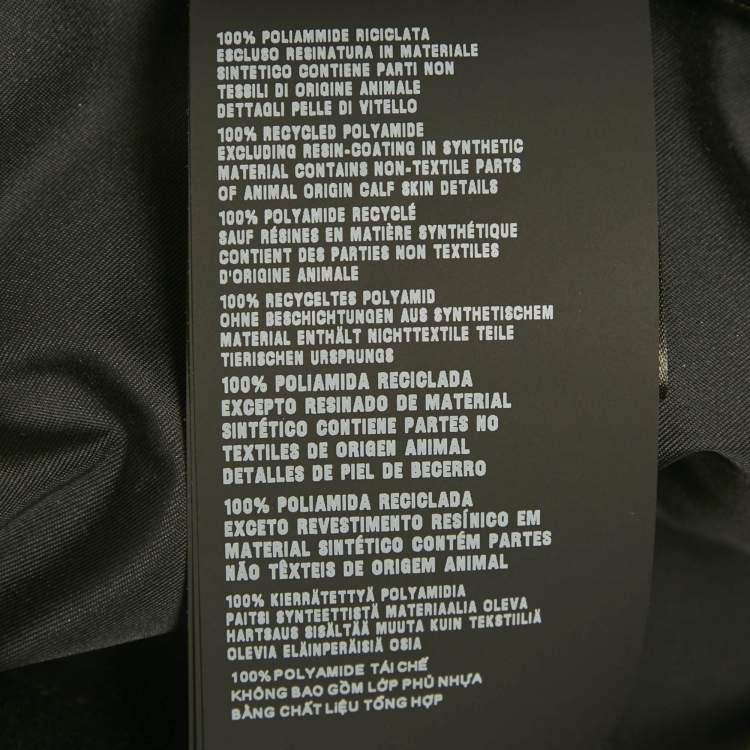 100% POLIAMMIDE RICICLATA
ESCLUSO RESINATURA IN MATERIALE
SINTETICO CONTIENE PARTI NON
TESSILI DI ORIGINE ANIMALE
DETTAGLI PELLE DI VITELLO
100% RECYCLED POLYAMIDE
EXCLUDING RESIN-COATING IN SYNTHETIC
MATERIAL CONTAINS NON-TEXTILE PARTS
OF ANIMAL ORIGIN CALF SKIN DETAILS
100% POLYAMIDE RECYCLÉ
SAUF RÉSINES EN MATIÈRE SYNTHÉTIQUE
CONTIENT DES PARTIES NON TEXTILES
D'ORIGINE ANIMALE
100% RECYCELTES POLYAMID
OHNE BESCHICHTUNGEN AUS SYNTHETISCHEM
MATERIAL ENTHÄLT NICHTTEXTILE TEILE
TIERISCHEN URSPRUNGS
100% POLIAMIDA RECICLADA
EXCEPTO RESINADO DE MATERIAL
SINTÉTICO CONTIENE PARTES NO
TEXTILES DE ORIGEN ANIMAL
DETALLES DE PIEL DE BECERRO
100% POLIAMIDA RECICLADA
EXCETO REVESTIMENTO RESÍNICO EM
MATERIAL SINTÉTICO CONTÉM PARTES
NÃO TÊXTEIS DE ORIGEM ANIMAL
100% KIERRÄTETTYÄ POLYAMIDIA
PAITSI SYNTEETTISTÄ MATERIAALIA OLEVA
HARTSAUS SISÄLTÄÄ MUUTA KUIN TEKSTIILIÄ
OLEVIA ELÄINPERÄISIÄ OSIA
100% POLYAMIDE TÁI CHẾ
KHÔNG BAO GỒM LỚP PHỦ NHỰA
BẰNG CHẤT LIỆU TỔNG HỢP